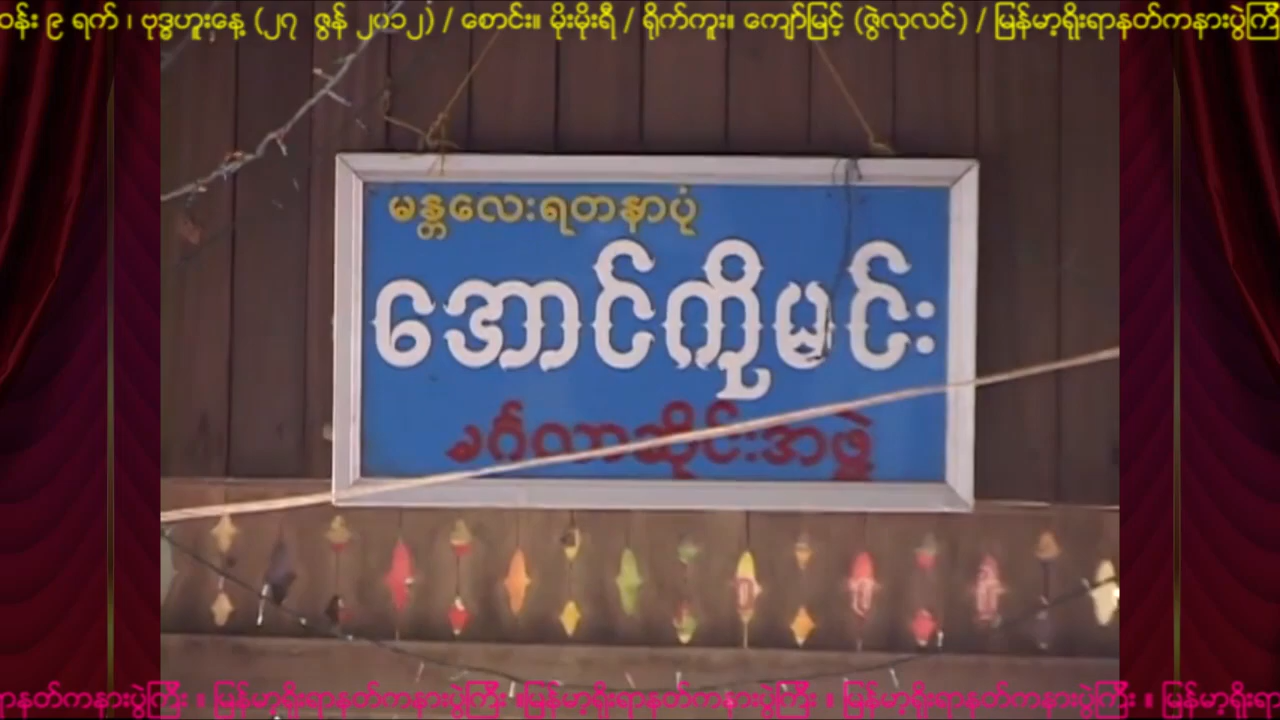 ဝန်း ၉ ရက် ၊ ဗုဒ္ဓဟူးနေ့ (၂၇ ဇွန် ၂၀၁၂) / စောင်း။ မိုးမိုးရီ / ရိုက်ကူး။ ကျော်မြင့် (ဇွဲလုလင်) / မြန်မာ့ရိုးရာနတ်ကနားပွဲကြီ
မန္တလေးရတနာပုံ
အောင်ကိုမင်း
မင်္ဂလာဆိုင်းအဖွဲ့
ာနတ်ကနားပွဲကြီး ။ မြန်မာ့ရိုးရာနတ်ကနားပွဲကြီး ။မြန်မာ့ရိုးရာနတ်ကနားပွဲကြီး ။ မြန်မာ့ရိုးရာနတ်ကနားပွဲကြီး ။ မြန်မာ့ရိုးရာ